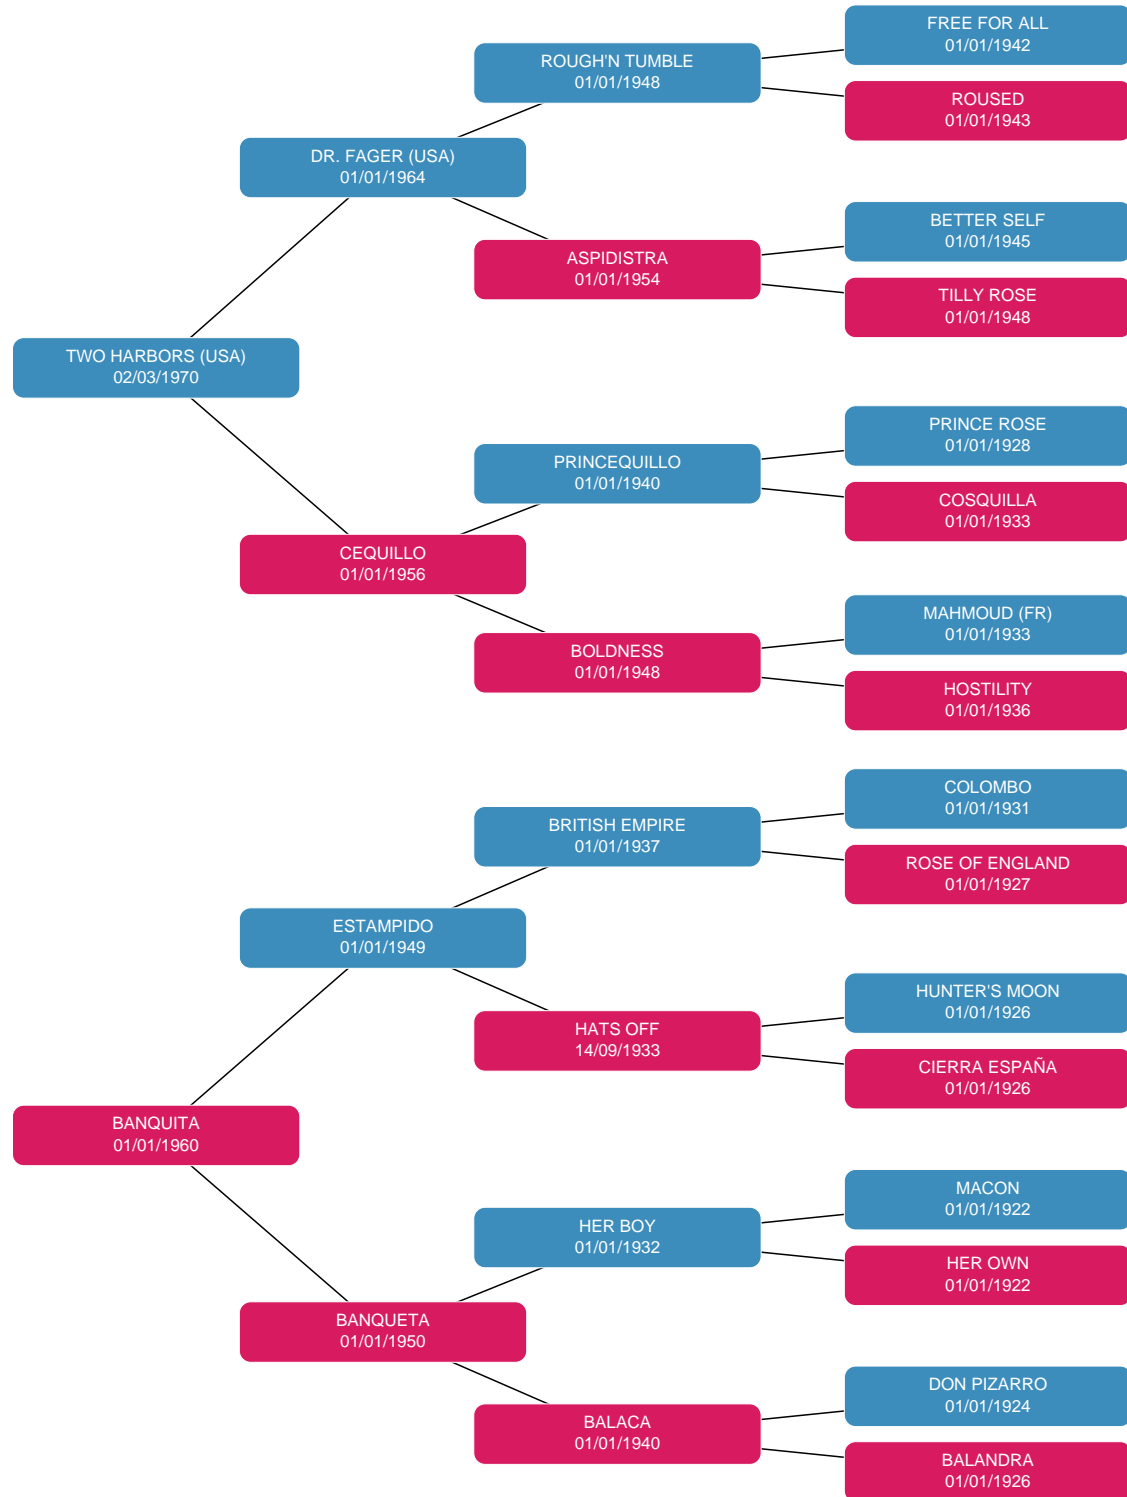 FREE FOR ALL
01/01/1942
ROUGH'N TUMBLE
01/01/1948
ROUSED
01/01/1943
DR. FAGER (USA)
01/01/1964
BETTER SELF
01/01/1945
ASPIDISTRA
01/01/1954
TILLY ROSE
01/01/1948
TWO HARBORS (USA)
02/03/1970
PRINCE ROSE
01/01/1928
PRINCEQUILLO
01/01/1940
COSQUILLA
01/01/1933
CEQUILLO
01/01/1956
MAHMOUD (FR)
01/01/1933
BOLDNESS
01/01/1948
HOSTILITY
01/01/1936
COLOMBO
01/01/1931
BRITISH EMPIRE
01/01/1937
ROSE OF ENGLAND
01/01/1927
ESTAMPIDO
01/01/1949
HUNTER'S MOON
01/01/1926
HATS OFF
14/09/1933
CIERRA ESPAÑA
01/01/1926
BANQUITA
01/01/1960
MACON
01/01/1922
HER BOY
01/01/1932
HER OWN
01/01/1922
BANQUETA
01/01/1950
DON PIZARRO
01/01/1924
BALACA
01/01/1940
BALANDRA
01/01/1926